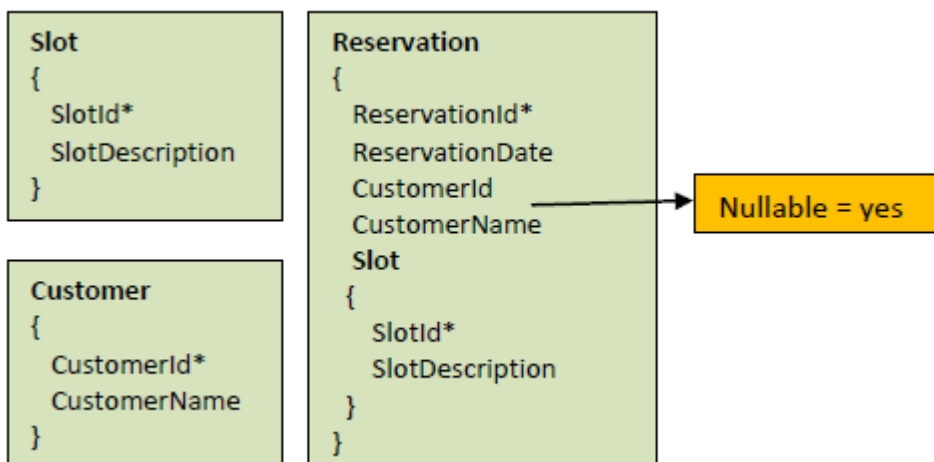 Slot
{
SlotId*
SlotDescription
}
Customer
{
CustomerId*
CustomerName
}
Reservation
{
ReservationId*
ReservationDate
CustomerId
CustomerName
Slot
{
SlotId*
SlotDescription
}
}
Nullable = yes